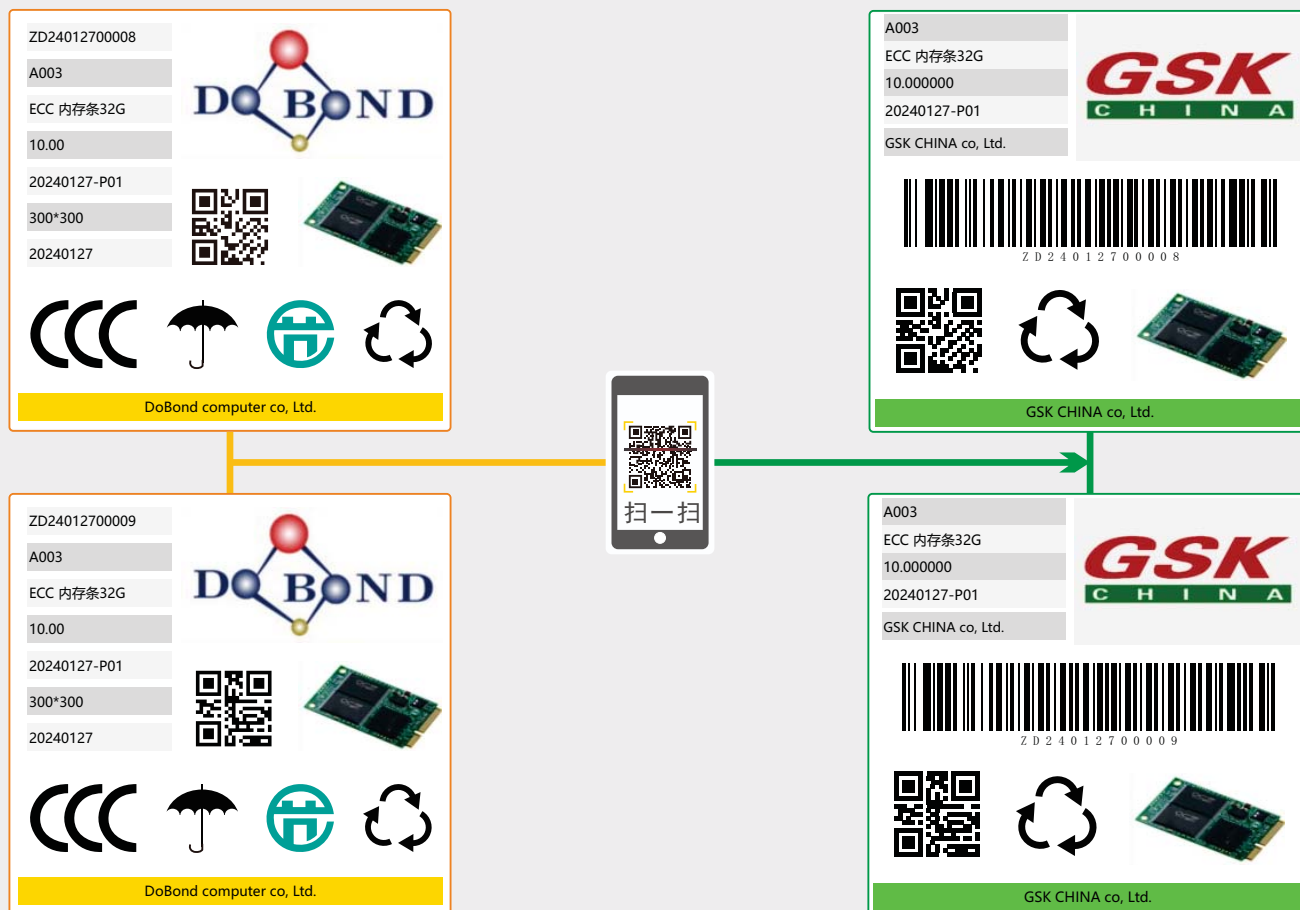 ZD24012700008
A003
ECC 内存条32G
10.00
20240127-P01
300*300
20240127
DOBOND
DoBond computer co, Ltd.
A003
ECC 内存条32G
10.000000
20240127-P01
GSK CHINA co, Ltd.
GSK
CHINA
ZD24012700008
GSK CHINA co, Ltd.
扫一扫
ZD24012700009
A003
ECC 内存条32G
10.00
20240127-P01
300*300
20240127
DOBOND
DoBond computer co, Ltd.
A003
ECC 内存条32G
10.000000
20240127-P01
GSK CHINA co, Ltd.
GSK
CHINA
ZD24012700009
GSK CHINA co, Ltd.